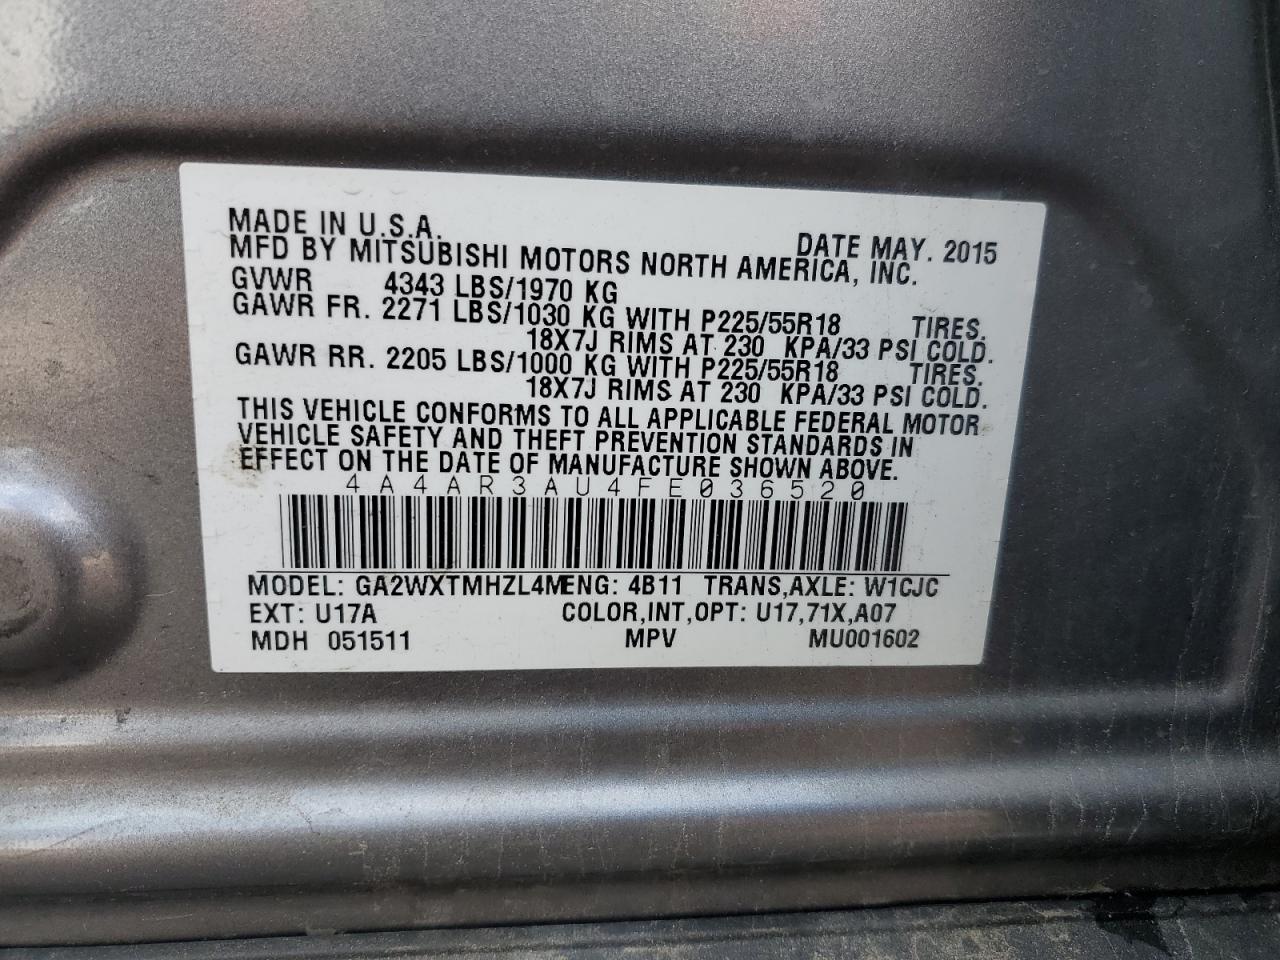 MADE IN U.S.A. DATE MAY. 2015
MFD BY MITSUBISHI MOTORS NORTH AMERICA, INC.
GVWR 4343 LBS/1970 KG
GAWR FR. 2271 LBS/1030 KG WITH P225/55R18 TIRES.
18X7J RIMS AT 230 KPA/33 PSI COLD.
GAWR RR. 2205 LBS/1000 KG WITH P225/55R18 TIRES.
18X7J RIMS AT 230 KPA/33 PSI COLD.
THIS VEHICLE CONFORMS TO ALL APPLICABLE FEDERAL MOTOR
VEHICLE SAFETY AND THEFT PREVENTION STANDARDS IN
EFFECT ON THE DATE OF MANUFACTURE SHOWN ABOVE.
4A4AR3AU4FE036520
MODEL: GA2WXTMHZL4M ENG: 4B11 TRANS,AXLE: W1CJC
EXT: U17A COLOR,INT,OPT: U17,71X,A07
MDH 051511 MPV MU001602